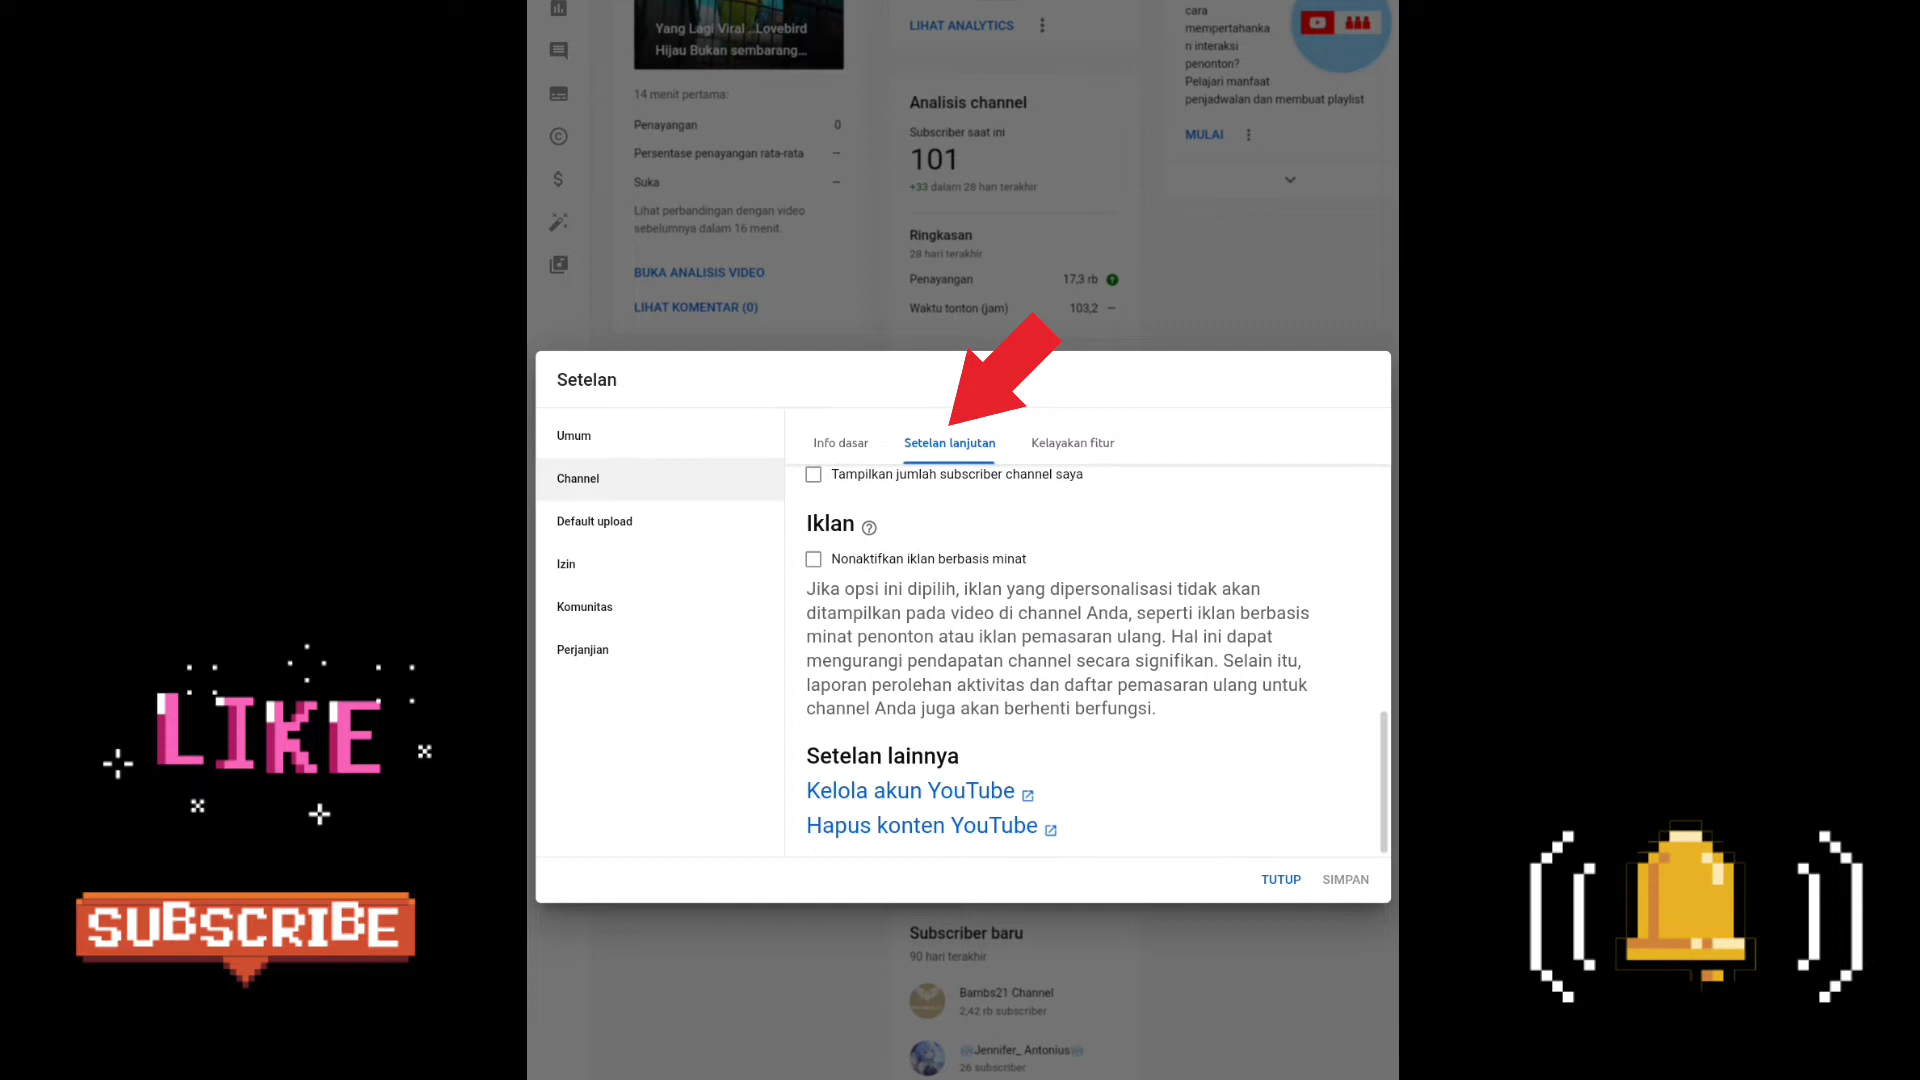 Yang Lagi Viral ..Lovebird
Hijau Bukan sembarang...
14 menit pertama:
Penayangan 0
Persentase penayangan rata-rata –
Suka –
Lihat perbandingan dengan video
sebelumnya dalam 16 menit.
BUKA ANALISIS VIDEO
LIHAT KOMENTAR (0)
LIHAT ANALYTICS
Analisis channel
Subscriber saat ini
101
+33 dalam 28 hari terakhir
Ringkasan
28 hari terakhir
Penayangan 17,3 rb
Waktu tonton (jam) 103,2 –
cara
mempertahanka
n interaksi
penonton?
Pelajari manfaat
penjadwalan dan membuat playlist
MULAI
Setelan
Umum
Channel
Default upload
Izin
Komunitas
Perjanjian
Info dasar
Setelan lanjutan
Kelayakan fitur
Tampilkan jumlah subscriber channel saya
Iklan
Nonaktifkan iklan berbasis minat
Jika opsi ini dipilih, iklan yang dipersonalisasi tidak akan
ditampilkan pada video di channel Anda, seperti iklan berbasis
minat penonton atau iklan pemasaran ulang. Hal ini dapat
mengurangi pendapatan channel secara signifikan. Selain itu,
laporan perolehan aktivitas dan daftar pemasaran ulang untuk
channel Anda juga akan berhenti berfungsi.
Setelan lainnya
Kelola akun YouTube
Hapus konten YouTube
TUTUP
SIMPAN
Subscriber baru
90 hari terakhir
Bambs21 Channel
2,42 rb subscriber
Jennifer_ Antonius
26 subscriber
LIKE
SUBSCRIBE